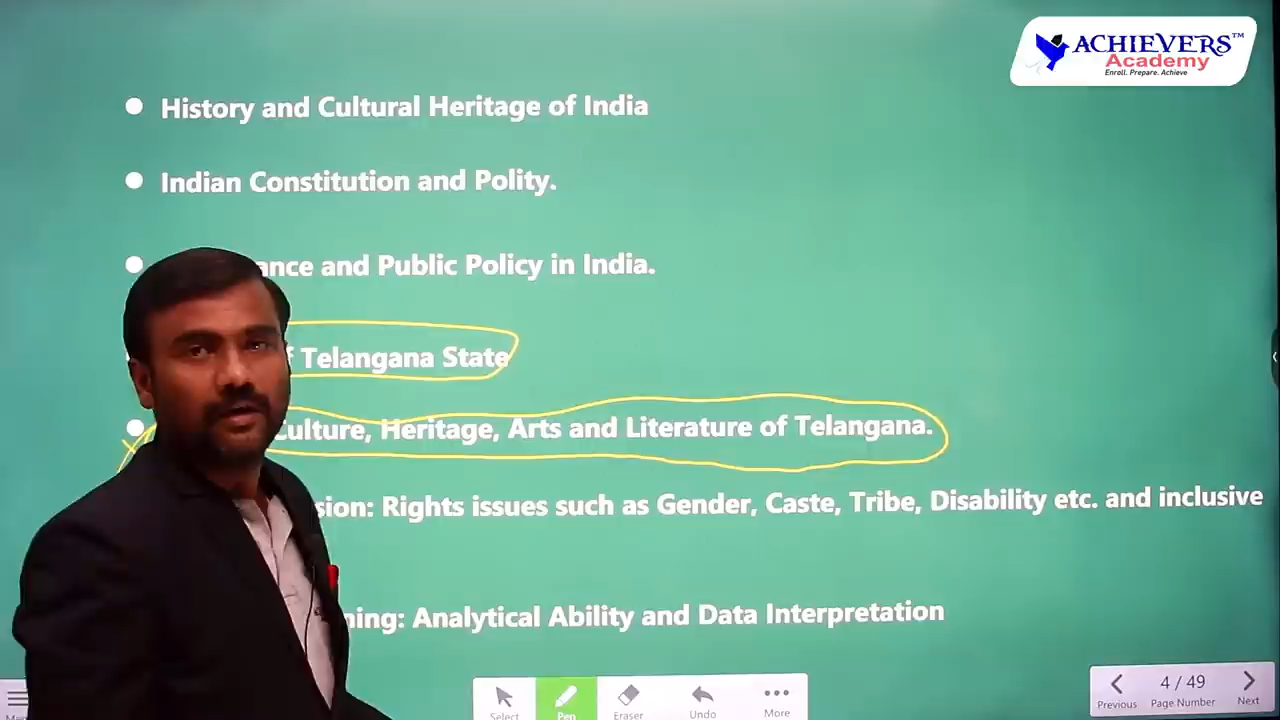 ACHIEVERS™
Academy
Enroll. Prepare. Achieve
History and Cultural Heritage of India
Indian Constitution and Polity.
ance and Public Policy in India.
f Telangana State
Culture, Heritage, Arts and Literature of Telangana.
sion: Rights issues such as Gender, Caste, Tribe, Disability etc. and inclusive
ning: Analytical Ability and Data Interpretation
Select
Pen
Eraser
Undo
More
4 / 49
Previous
Page Number
Next